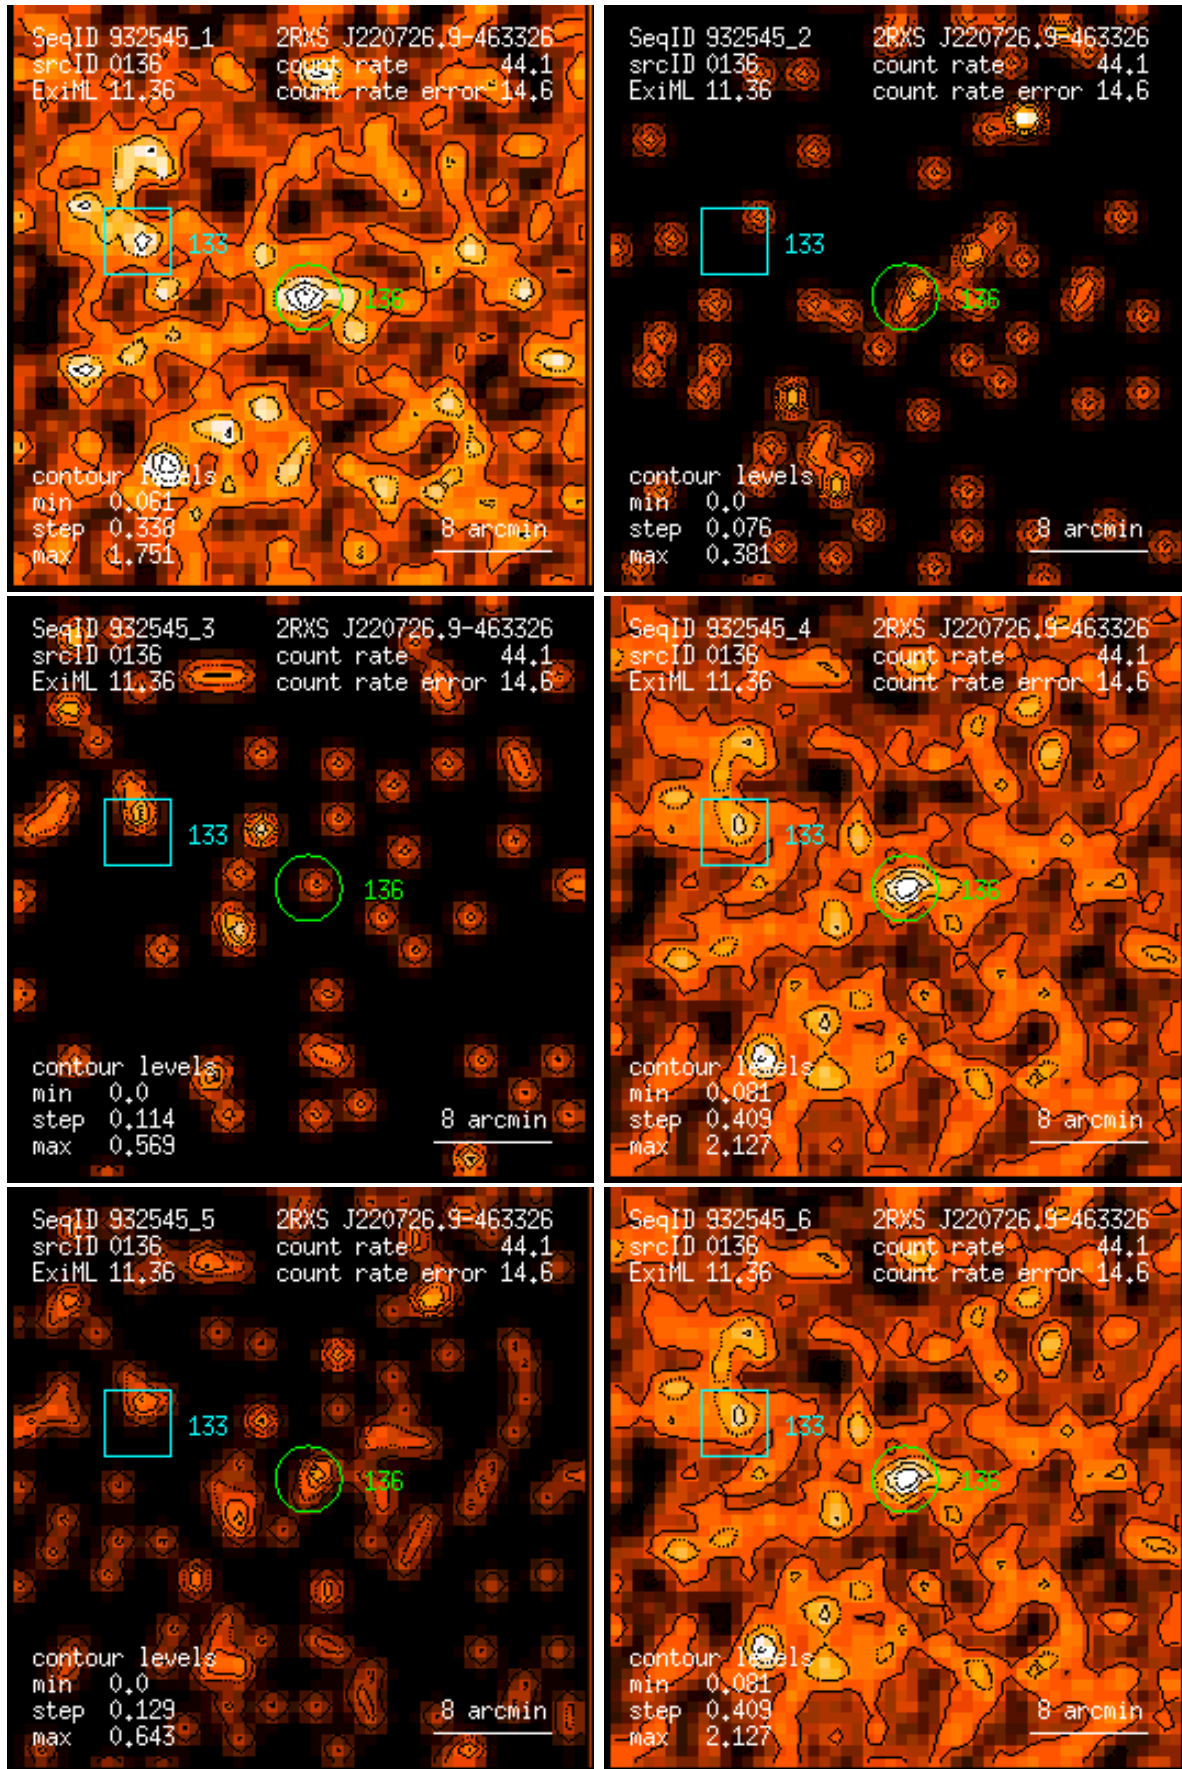 SeqID 932545_1 2RXS J220726.9-463326
srcID 0136 count rate 44.1
ExiML 11.36 count rate error 14.6
133
136
contour levels
min 0.061
step 0.338 8 arcmin
max 1.751
SeqID 932545_2 2RXS J220726.9-463326
srcID 0136 count rate 44.1
ExiML 11.36 count rate error 14.6
133
136
contour levels
min 0.0
step 0.076 8 arcmin
max 0.381
SeqID 932545_3 2RXS J220726.9-463326
srcID 0136 count rate 44.1
ExiML 11.36 count rate error 14.6
133
136
contour levels
min 0.0
step 0.114 8 arcmin
max 0.569
SeqID 932545_4 2RXS J220726.9-463326
srcID 0136 count rate 44.1
ExiML 11.36 count rate error 14.6
133
136
contour levels
min 0.081
step 0.409 8 arcmin
max 2.127
SeqID 932545_5 2RXS J220726.9-463326
srcID 0136 count rate 44.1
ExiML 11.36 count rate error 14.6
133
136
contour levels
min 0.0
step 0.129 8 arcmin
max 0.643
SeqID 932545_6 2RXS J220726.9-463326
srcID 0136 count rate 44.1
ExiML 11.36 count rate error 14.6
133
136
contour levels
min 0.081
step 0.409 8 arcmin
max 2.127